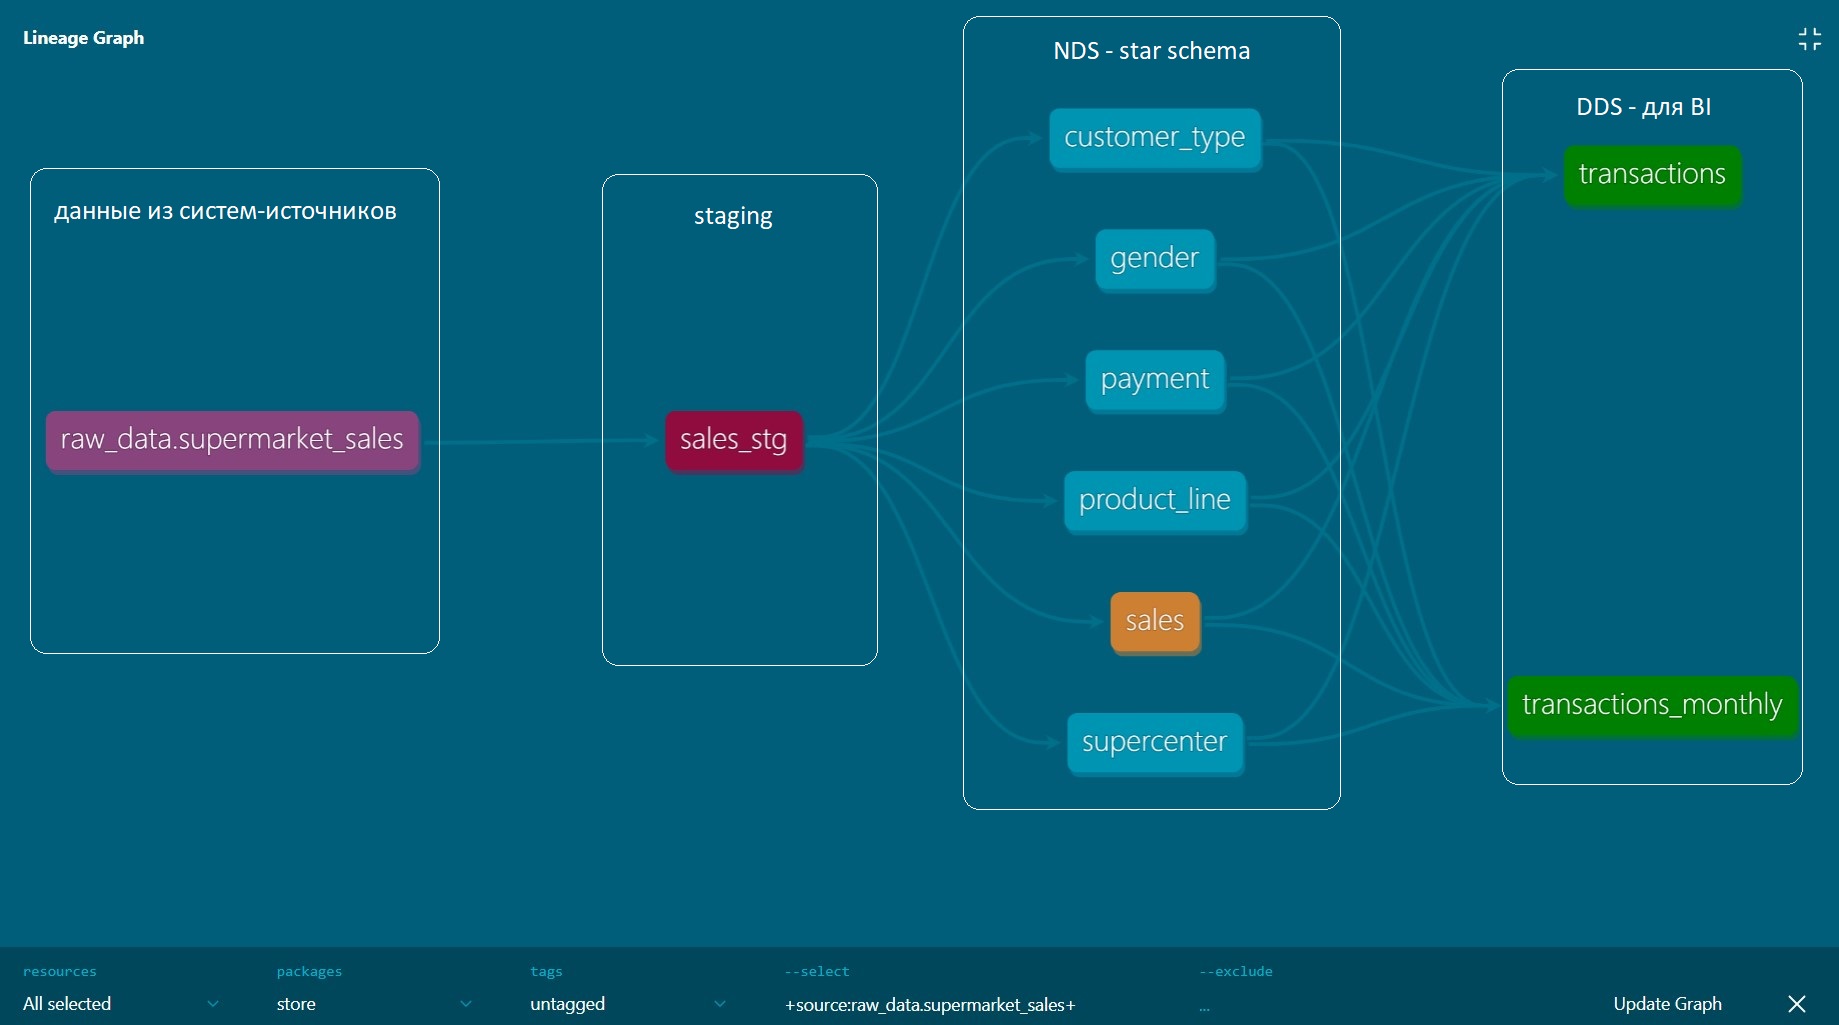 Lineage Graph
данные из систем-источников
raw_data.supermarket_sales
staging
sales_stg
NDS - star schema
customer_type
gender
payment
product_line
sales
supercenter
DDS - для BI
transactions
transactions_monthly
resources
All selected
packages
store
tags
untagged
--select
+source:raw_data.supermarket_sales+
--exclude
...
Update Graph